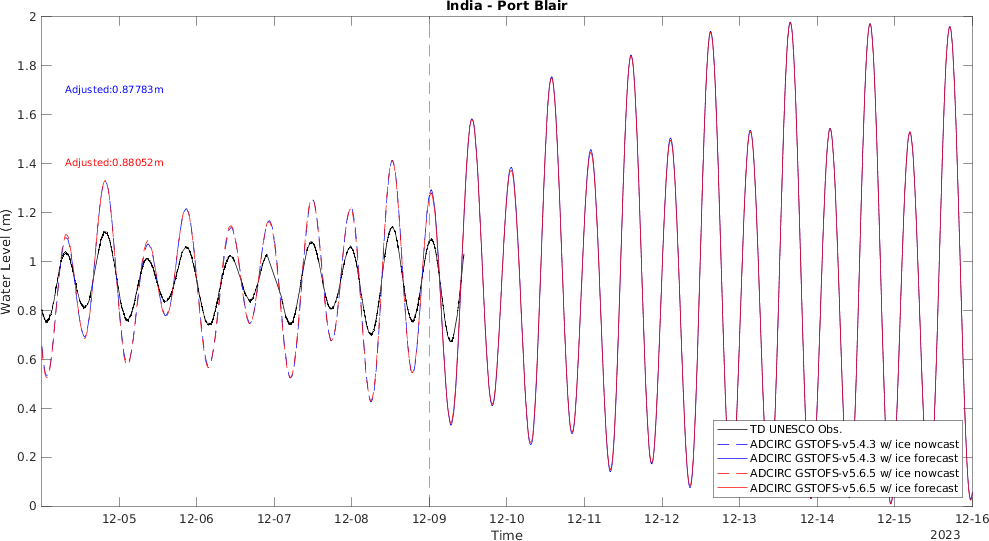 India - Port Blair
2
1.8
1.6
1.4
1.2
1
0.8
0.6
0.4
0.2
0
Water Level (m)
Adjusted:0.87783m
Adjusted:0.88052m
TD UNESCO Obs.
ADCIRC GSTOFS-v5.4.3 w/ ice nowcast
ADCIRC GSTOFS-v5.4.3 w/ ice forecast
ADCIRC GSTOFS-v5.6.5 w/ ice nowcast
ADCIRC GSTOFS-v5.6.5 w/ ice forecast
12-05 12-06 12-07 12-08 12-09 12-10 12-11 12-12 12-13 12-14 12-15 12-16
Time
2023